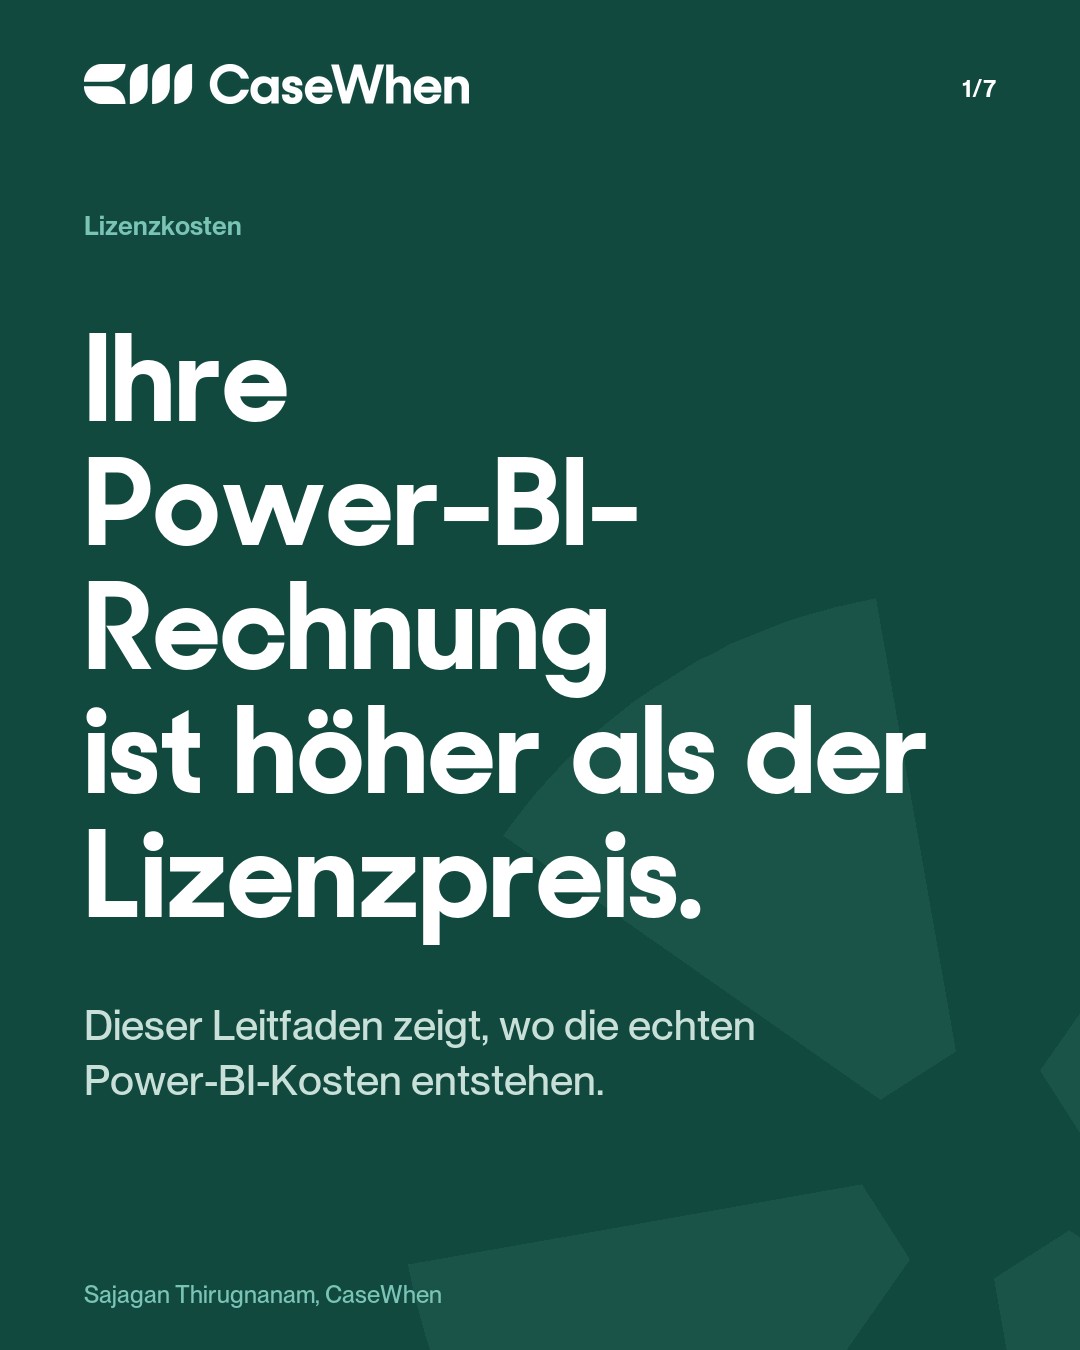 CaseWhen
1/7
Lizenzkosten
Ihre
Power-BI-
Rechnung
ist höher als der
Lizenzpreis.
Dieser Leitfaden zeigt, wo die echten
Power-BI-Kosten entstehen.
Sajagan Thirugnanam, CaseWhen